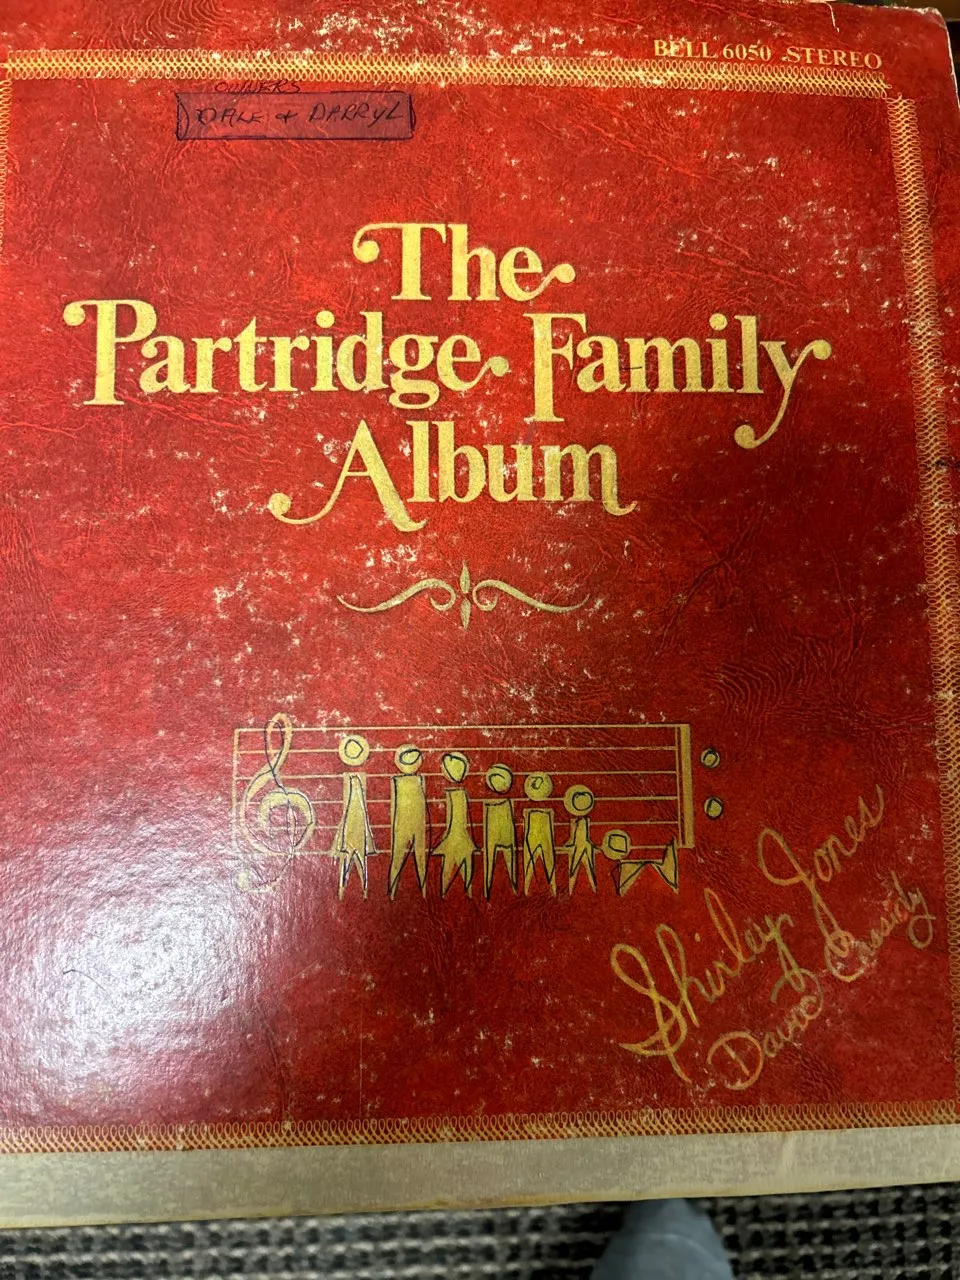 BELL 6050 STEREO
OWNERS
DALE + DARRYL
The
Partridge Family
Album
Shirley Jones
David Cassidy